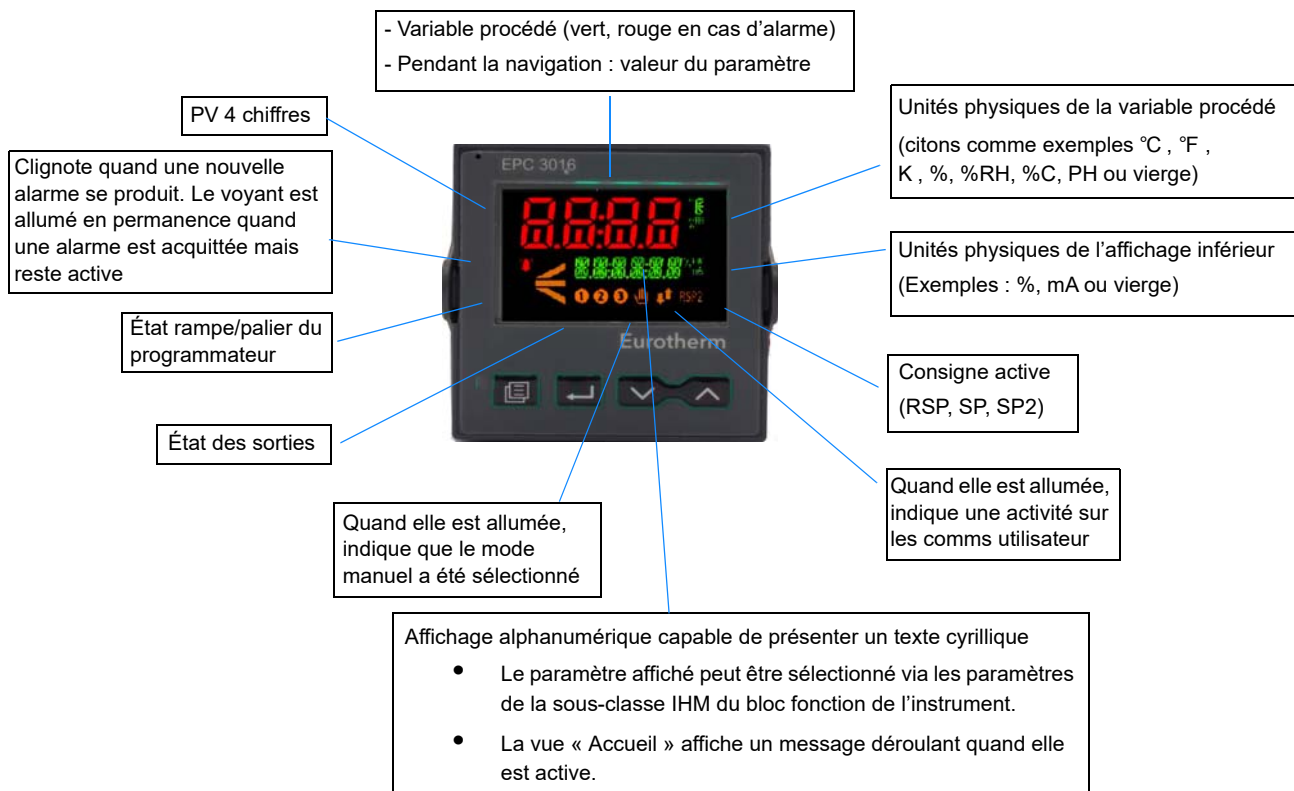 - Variable procédé (vert, rouge en cas d’alarme)
- Pendant la navigation : valeur du paramètre
PV 4 chiffres
Unités physiques de la variable procédé
(citons comme exemples °C , °F ,
K , %, %RH, %C, PH ou vierge)
Clignote quand une nouvelle
alarme se produit. Le voyant est
allumé en permanence quand
une alarme est acquittée mais
reste active
EPC 3016
8.8:8.8
Unités physiques de l’affichage inférieur
(Exemples : %, mA ou vierge)
1 2 3
RSP2
État rampe/palier du
programmateur
Eurotherm
Consigne active
(RSP, SP, SP2)
État des sorties
Quand elle est allumée,
indique une activité sur
les comms utilisateur
Quand elle est allumée,
indique que le mode
manuel a été sélectionné
Affichage alphanumérique capable de présenter un texte cyrillique
• Le paramètre affiché peut être sélectionné via les paramètres
de la sous-classe IHM du bloc fonction de l’instrument.
• La vue « Accueil » affiche un message déroulant quand elle
est active.